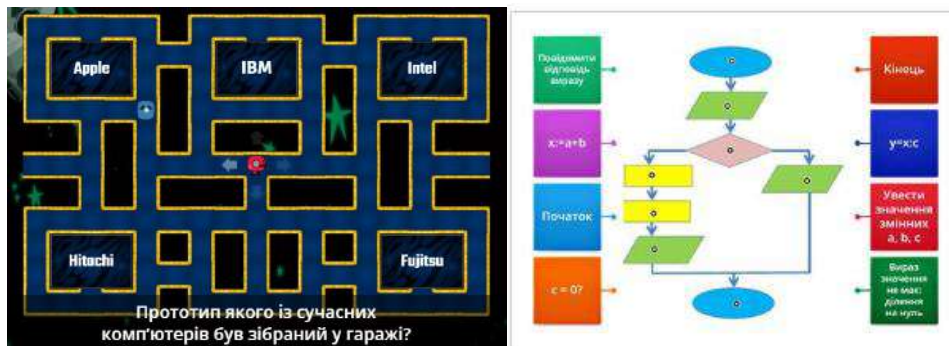 Apple
IBM
Intel
Hitachi
Fujitsu
Прототип якого із сучасних
комп'ютерів був зібраний у гаражі?
Повідомити
відповідь
виразу
x:=a+b
Початок
c = 0?
Кінець
y=x:c
Увести
значення
змінних
a, b, c
Вираз
значення
не має:
ділення
на нуль